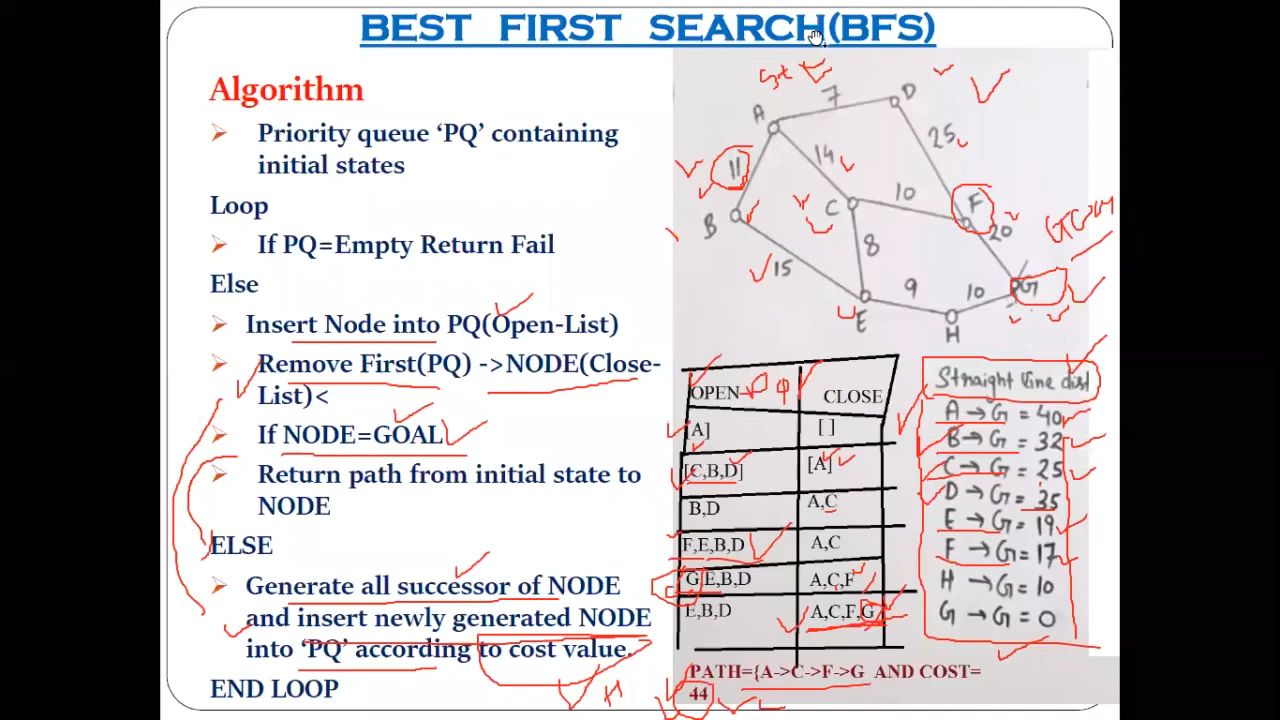 BEST FIRST SEARCH(BFS)
Algorithm
Priority queue ‘PQ’ containing
initial states
Loop
If PQ=Empty Return Fail
Else
Insert Node into PQ(Open-List)
Remove First(PQ) ->NODE(Close-
List)<
If NODE=GOAL
Return path from initial state to
NODE
ELSE
Generate all successor of NODE
and insert newly generated NODE
into ‘PQ’ according to cost value.
END LOOP
H
A
7
D
11
14
25
B
C
10
F
20
8
15
E
9
10
G
H
OPEN
CLOSE
[A]
[ ]
[C,B,D]
[A]
B,D
A,C
F,E,B,D
A,C
G,E,B,D
A,C,F
E,B,D
A,C,F,G
Straight line dist
A → G = 40
B → G = 32
C → G = 25
D → G = 35
E → G = 19
F → G = 17
H → G = 10
G → G = 0
PATH={A->C->F->G AND COST=
44